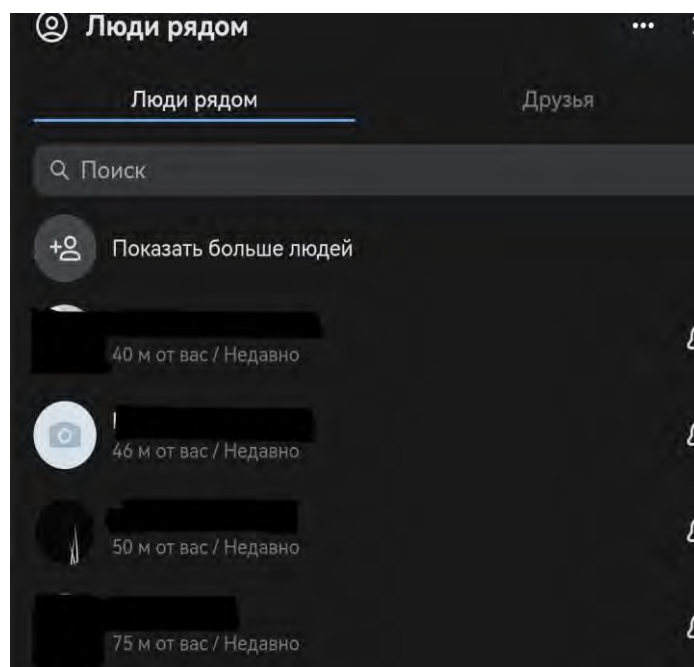 Люди рядом
Люди рядом Друзья
Поиск
Показать больше людей
40 м от вас / Недавно
46 м от вас / Недавно
50 м от вас / Недавно
75 м от вас / Недавно